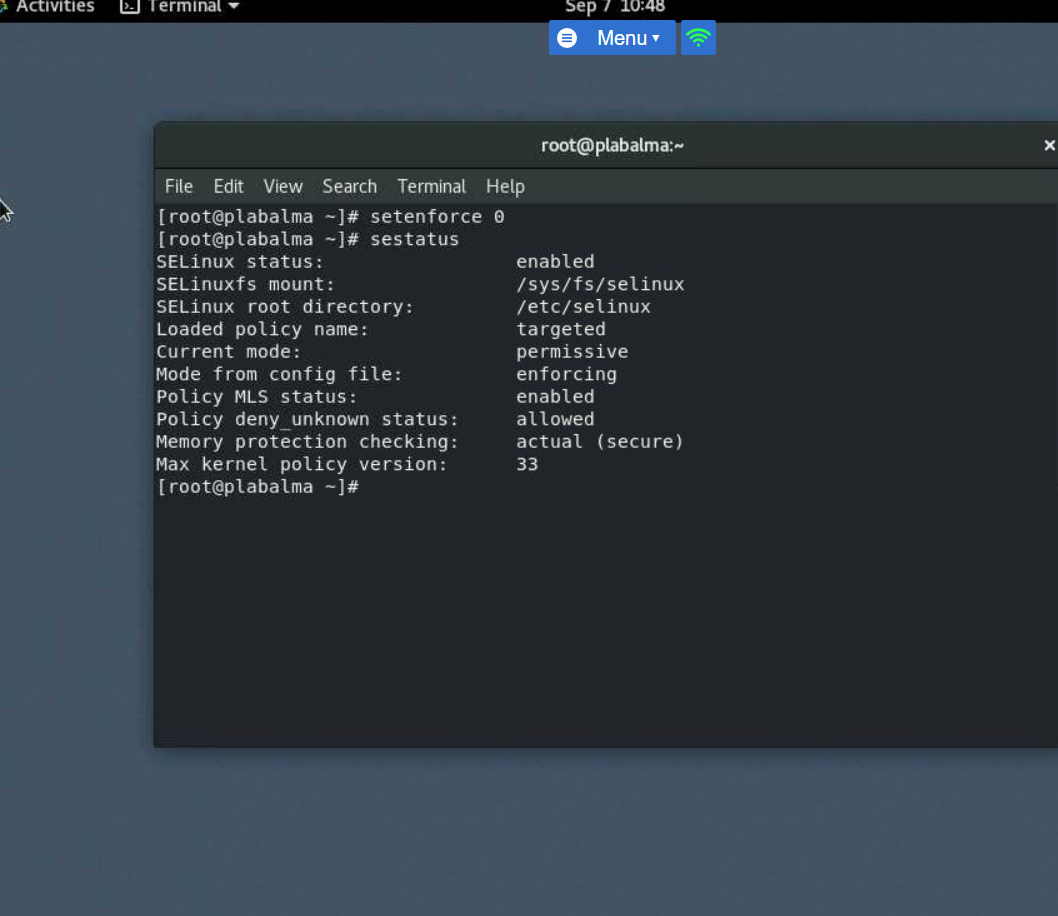 Activities Terminal Sep 7 10:48
Menu
root@plabalma:~
File Edit View Search Terminal Help
[root@plabalma ~]# setenforce 0
[root@plabalma ~]# sestatus
SELinux status: enabled
SELinuxfs mount: /sys/fs/selinux
SELinux root directory: /etc/selinux
Loaded policy name: targeted
Current mode: permissive
Mode from config file: enforcing
Policy MLS status: enabled
Policy deny_unknown status: allowed
Memory protection checking: actual (secure)
Max kernel policy version: 33
[root@plabalma ~]#